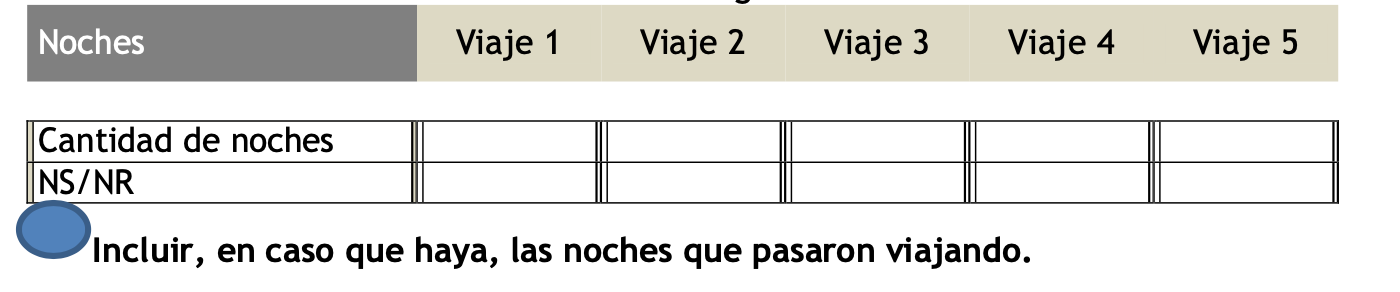 Noches Viaje 1 Viaje 2 Viaje 3 Viaje 4 Viaje 5
Cantidad de noches
NS/NR
Incluir, en caso que haya, las noches que pasaron viajando.